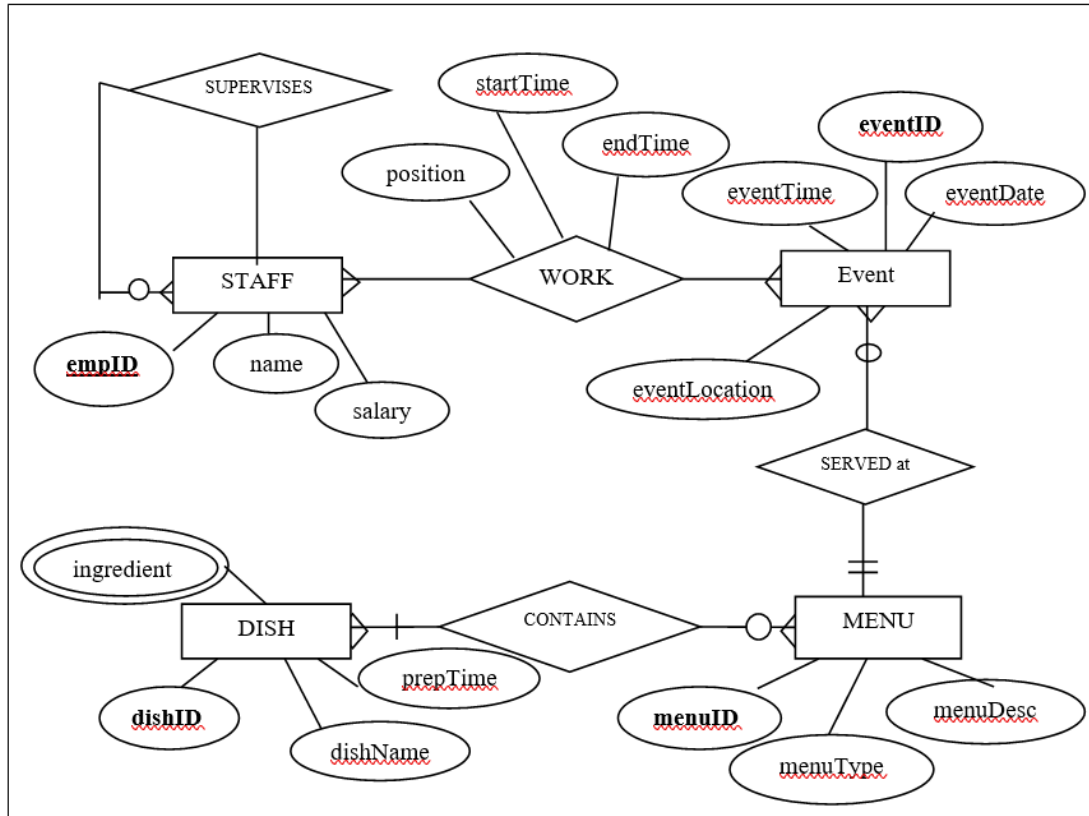 SUPERVISES
startTime
eventID
endTime
position
eventTime
eventDate
STAFF
WORK
Event
empID
name
eventLocation
salary
SERVED at
ingredient
DISH
CONTAINS
MENU
prepTime
dishID
menuID
menuDesc
dishName
menuType